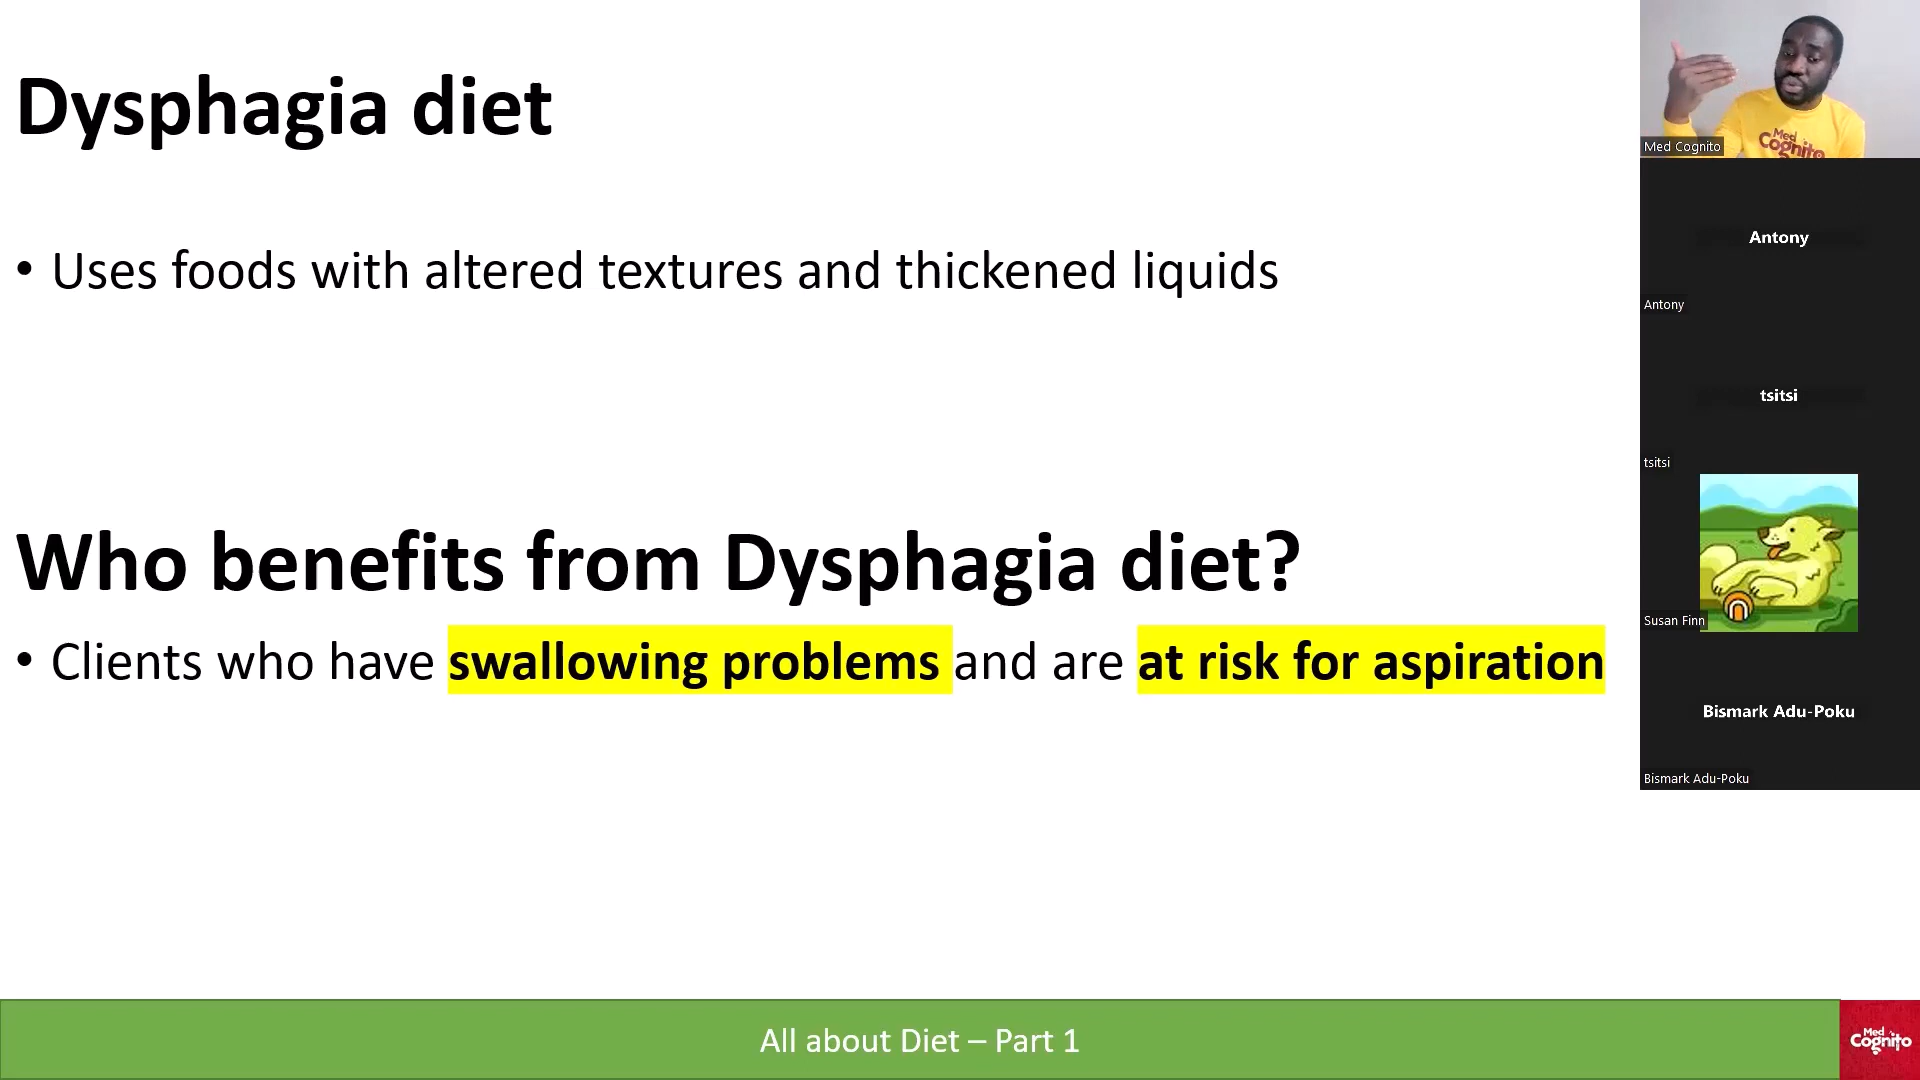 Dysphagia diet
• Uses foods with altered textures and thickened liquids
Who benefits from Dysphagia diet?
• Clients who have swallowing problems and are at risk for aspiration
All about Diet – Part 1
Med
Cognito
Med
Cognito
Med Cognito
Antony
Antony
tsitsi
tsitsi
Susan Finn
Bismark Adu-Poku
Bismark Adu-Poku